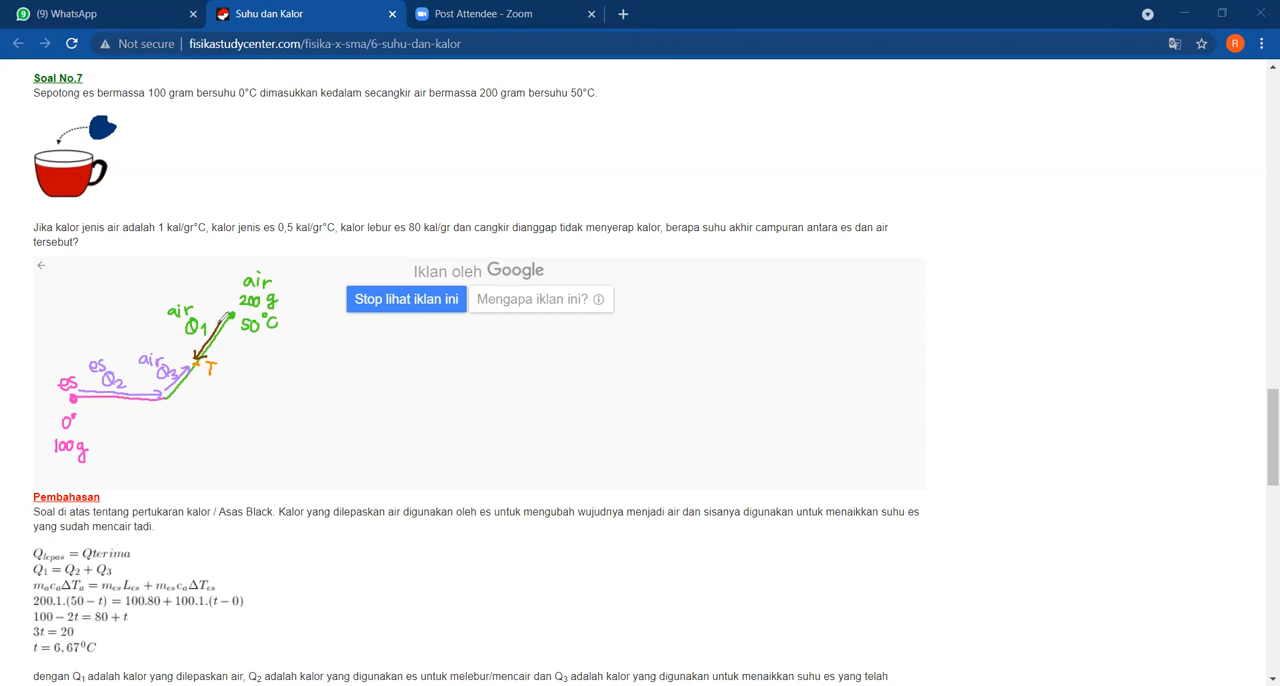 (9) WhatsApp
Suhu dan Kalor
Post Attendee - Zoom
Not secure
fisikastudycenter.com/fisika-x-sma/6-suhu-dan-kalor
R
Soal No.7
Sepotong es bermassa 100 gram bersuhu 0°C dimasukkan kedalam secangkir air bermassa 200 gram bersuhu 50°C.
Jika kalor jenis air adalah 1 kal/gr°C, kalor jenis es 0,5 kal/gr°C, kalor lebur es 80 kal/gr dan cangkir dianggap tidak menyerap kalor, berapa suhu akhir campuran antara es dan air
tersebut?
Iklan oleh Google
Stop lihat iklan ini
Mengapa iklan ini?
air
200 g
50°C
air
Q1
T
air
Q3
es
Q2
es
0°
100 g
Pembahasan
Soal di atas tentang pertukaran kalor / Asas Black. Kalor yang dilepaskan air digunakan oleh es untuk mengubah wujudnya menjadi air dan sisanya digunakan untuk menaikkan suhu es
yang sudah mencair tadi.
Qlepas = Qterima
Q1 = Q2 + Q3
macaΔTa = mesLes + mescaΔTes
200.1.(50 − t) = 100.80 + 100.1.(t − 0)
100 − 2t = 80 + t
3t = 20
t = 6,67⁰C
dengan Q1 adalah kalor yang dilepaskan air, Q2 adalah kalor yang digunakan es untuk melebur/mencair dan Q3 adalah kalor yang digunakan untuk menaikkan suhu es yang telah